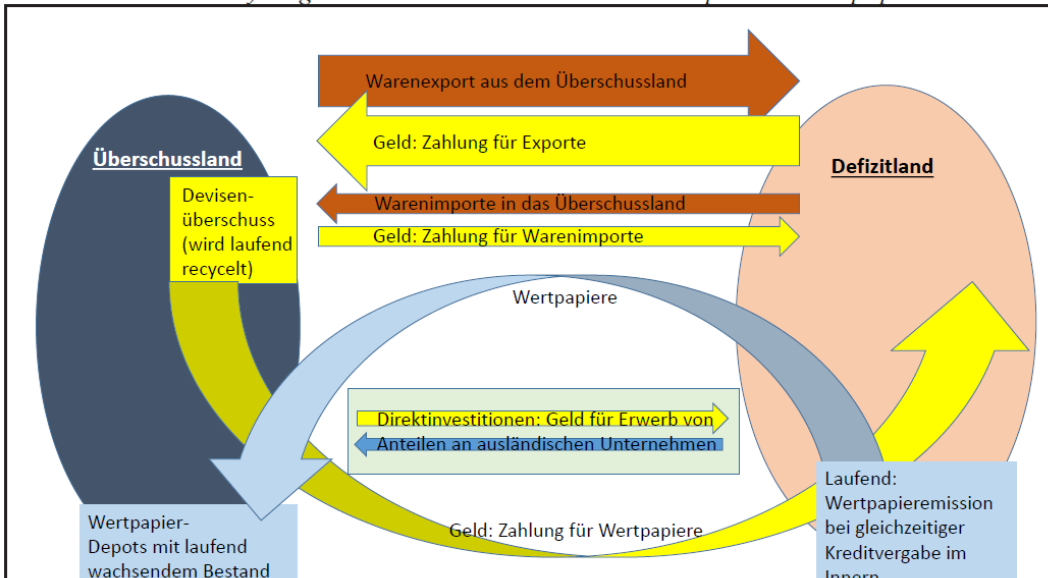 Warenexport aus dem Überschussland
Geld: Zahlung für Exporte
Überschussland
Defizitland
Devisen-
überschuss
(wird laufend
recycelt)
Warenimporte in das Überschussland
Geld: Zahlung für Warenimporte
Wertpapiere
Direktinvestitionen: Geld für Erwerb von
Anteilen an ausländischen Unternehmen
Geld: Zahlung für Wertpapiere
Wertpapier-
Depots mit laufend
wachsendem Bestand
Laufend:
Wertpapieremission
bei gleichzeitiger
Kreditvergabe im
Innern